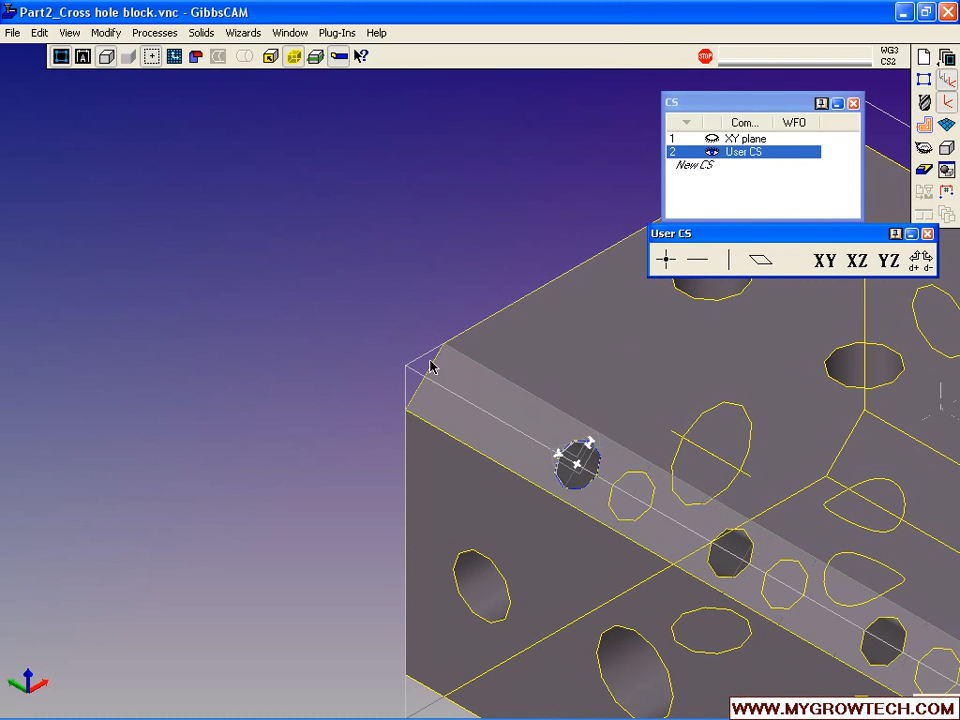 Part2_Cross hole block.vnc - GibbsCAM
File Edit View Modify Processes Solids Wizards Window Plug-Ins Help
STOP
WG3
CS2
CS
Com... WFO
1 XY plane
2 User CS
New CS
User CS
XY XZ YZ d+ d-
WWW.MYGROWTECH.COM